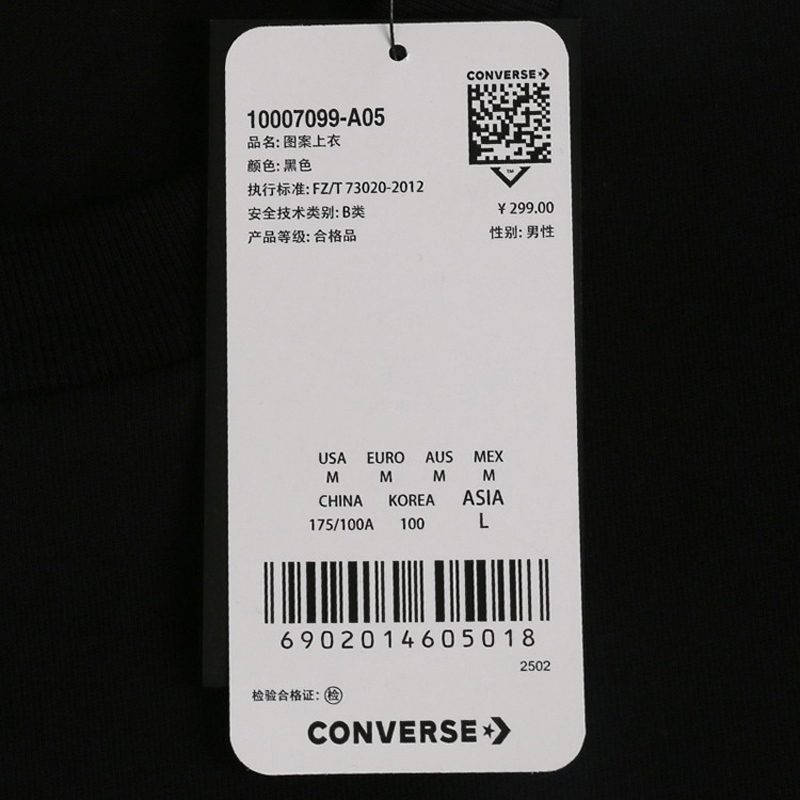 CONVERSE
10007099-A05
品名: 图案上衣
颜色: 黑色
执行标准: FZ/T 73020-2012
安全技术类别: B类
产品等级: 合格品
TM
¥ 299.00
性别: 男性
USA EURO AUS MEX
M M M M
CHINA KOREA ASIA
175/100A 100 L
6902014605018
2502
检验合格证: 检
CONVERSE